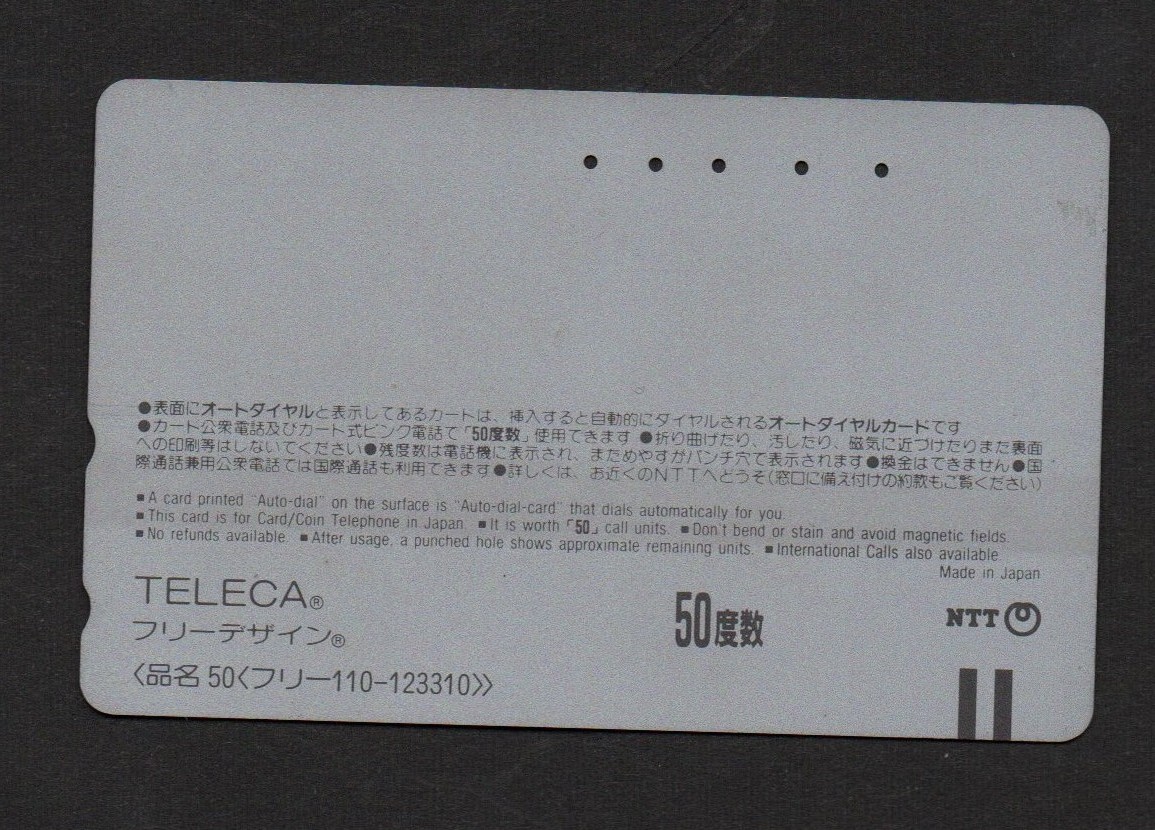 ●表面にオートダイヤルと表示してあるカードは、挿入すると自動的にダイヤルされるオートダイヤルカードです
●カード公衆電話及びカード式ピンク電話で「50度数」使用できます ●折り曲げたり、汚したり、磁気に近づけたりまた裏面
への印刷等はしないでください●残度数は電話機に表示され、まためやすがパンチ穴で表示されます●換金はできません●国
際通話兼用公衆電話では国際通話も利用できます●詳しくは、お近くのNTTへどうぞ(窓口に備え付けの約款もご覧ください)
■A card printed "Auto-dial" on the surface is "Auto-dial-card" that dials automatically for you.
■This card is for Card/Coin Telephone in Japan. ■It is worth「50」call units. ■Don't bend or stain and avoid magnetic fields.
■No refunds available. ■After usage, a punched hole shows approximate remaining units. ■International Calls also available.
Made in Japan
TELECA®
フリーデザイン®
〈品名 50〈フリー110-123310〉〉
50度数
NTT